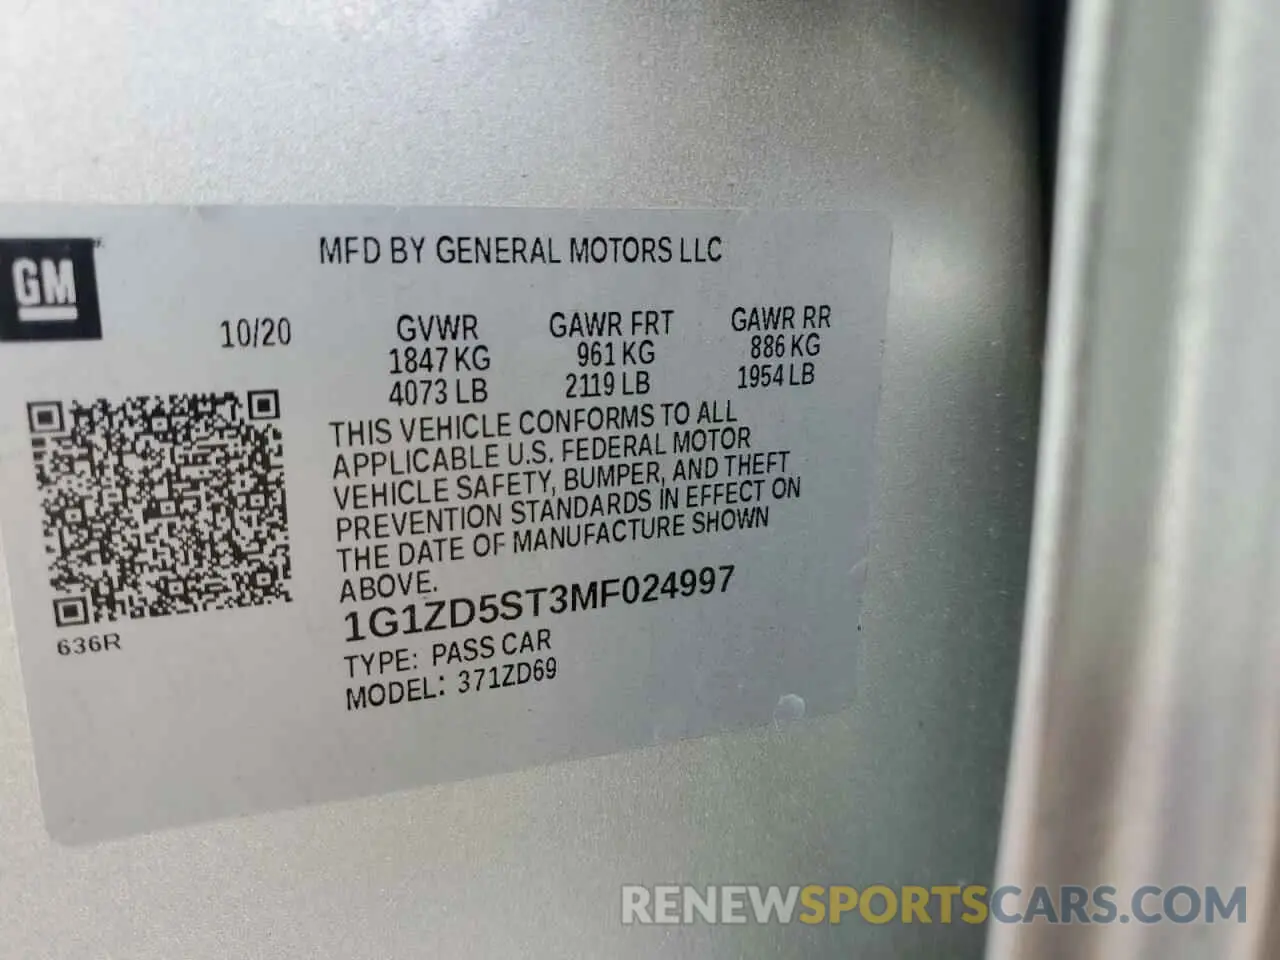 MFD BY GENERAL MOTORS LLC
GM
10/20
GVWR GAWR FRT GAWR RR
1847 KG 961 KG 886 KG
4073 LB 2119 LB 1954 LB
THIS VEHICLE CONFORMS TO ALL
APPLICABLE U.S. FEDERAL MOTOR
VEHICLE SAFETY, BUMPER, AND THEFT
PREVENTION STANDARDS IN EFFECT ON
THE DATE OF MANUFACTURE SHOWN
ABOVE.
1G1ZD5ST3MF024997
636R
TYPE: PASS CAR
MODEL: 371ZD69
RENEWSPORTSCARS.COM